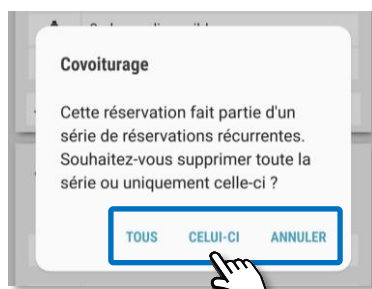 Covoiturage
Cette réservation fait partie d'un
série de réservations récurrentes.
Souhaitez-vous supprimer toute la
série ou uniquement celle-ci ?
TOUS CELUI-CI ANNULER